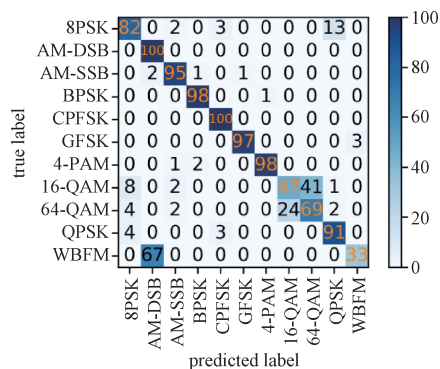 8PSK 82 0 2 0 3 0 0 0 0 13 0 100
AM-DSB 0 100 0 0 0 0 0 0 0 0 0
AM-SSB 0 2 95 1 0 1 0 0 0 0 0 80
BPSK 0 0 0 98 0 0 1 0 0 0 0
CPFSK 0 0 0 0 100 0 0 0 0 0 0 60
GFSK 0 0 0 0 0 97 0 0 0 0 3
4-PAM 0 0 1 2 0 0 98 0 0 0 0 40
16-QAM 8 0 2 0 0 0 0 47 41 1 0
64-QAM 4 0 2 0 0 0 0 24 69 2 0 20
QPSK 4 0 0 0 3 0 0 0 0 91 0
WBFM 0 67 0 0 0 0 0 0 0 0 33 0
true label
8PSK AM-DSB AM-SSB BPSK CPFSK GFSK 4-PAM 16-QAM 64-QAM QPSK WBFM
predicted label